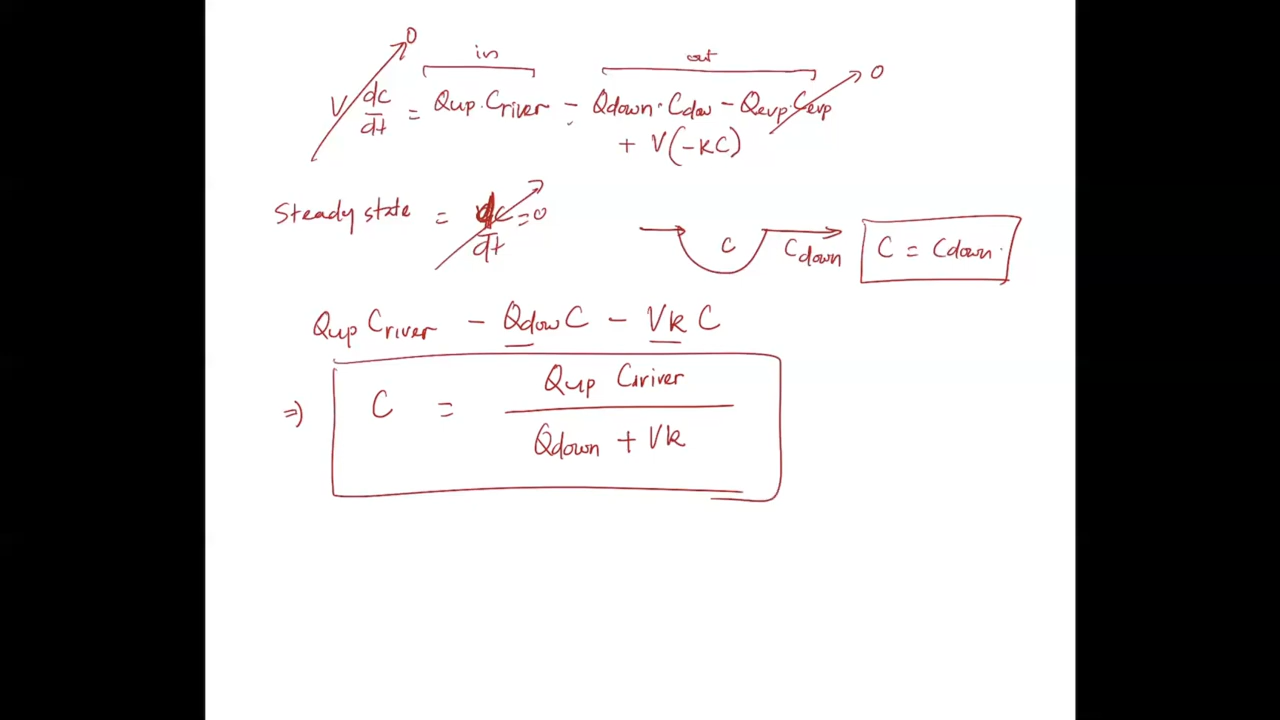 0
in out 0
V dc/dt = Qup·Criver − Qdown·Cdow − Qevp·Cevp
+ V(−kC)
Steady state = dc/dt = 0
C Cdown C = Cdown.
Qup Criver − Qdow C − Vk C
⇒ C = Qup Criver / Qdown + Vk